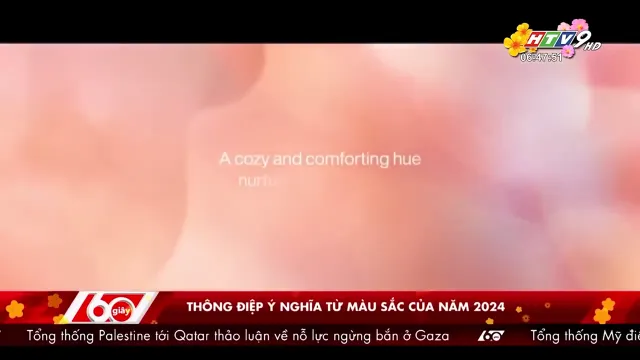 HTV9 HD
06:47:51
A cozy and comforting hue
60 giây
THÔNG ĐIỆP Ý NGHĨA TỪ MÀU SẮC CỦA NĂM 2024
Tổng thống Palestine tới Qatar thảo luận về nỗ lực ngừng bắn ở Gaza 60 Tổng thống Mỹ